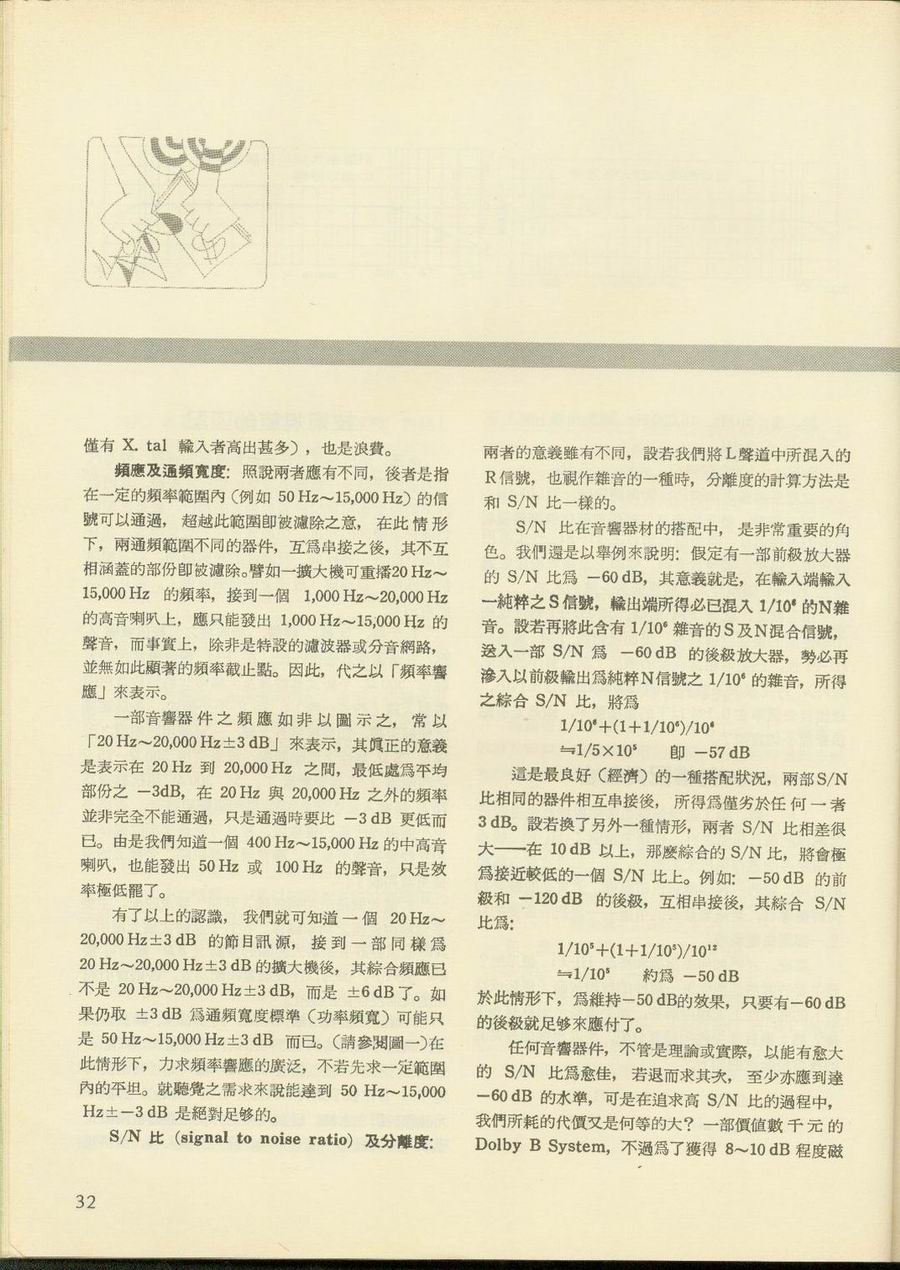 僅有 X. tal 輸入者高出甚多），也是浪費。
頻應及通頻寬度：照說兩者應有不同，後者是指
在一定的頻率範圍內（例如 50 Hz～15,000 Hz）的信
號可以通過，超越此範圍卽被濾除之意，在此情形
下，兩通頻範圍不同的器件，互爲串接之後，其不互
相涵蓋的部份卽被濾除。譬如一擴大機可重播20 Hz～
15,000 Hz 的頻率，接到一個 1,000 Hz～20,000 Hz
的高音喇叭上，應只能發出 1,000 Hz～15,000 Hz 的
聲音，而事實上，除非是特設的濾波器或分音網路，
並無如此顯著的頻率截止點。因此，代之以「頻率響
應」來表示。
一部音響器件之頻應如非以圖示之，常以
「20 Hz～20,000 Hz±3 dB」來表示，其眞正的意義
是表示在 20 Hz 到 20,000 Hz 之間，最低處爲平均
部份之 －3dB，在 20 Hz 與 20,000 Hz 之外的頻率
並非完全不能通過，只是通過時要比 －3 dB 更低而
已。由是我們知道一個 400 Hz～15,000 Hz 的中高音
喇叭，也能發出 50 Hz 或 100 Hz 的聲音，只是效
率極低罷了。
有了以上的認識，我們就可知道一個 20 Hz～
20,000 Hz±3 dB 的節目訊源，接到一部同樣爲
20 Hz～20,000 Hz±3 dB 的擴大機後，其綜合頻應已
不是 20 Hz～20,000 Hz±3 dB，而是 ±6 dB 了。如
果仍取 ±3 dB 爲通頻寬度標準（功率頻寬）可能只
是 50 Hz～15,000 Hz±3 dB 而已。（請參閱圖一）在
此情形下，力求頻率響應的廣泛，不若先求一定範圍
內的平坦。就聽覺之需求來說能達到 50 Hz～15,000
Hz±－3 dB 是絕對足够的。
S/N 比（signal to noise ratio）及分離度：
兩者的意義雖有不同，設若我們將L聲道中所混入的
R信號，也視作雜音的一種時，分離度的計算方法是
和 S/N 比一樣的。
S/N 比在音響器材的搭配中，是非常重要的角
色。我們還是以舉例來說明：假定有一部前級放大器
的 S/N 比爲 －60 dB，其意義就是，在輸入端輸入
一純粹之S信號，輸出端所得必已混入 1/10⁶ 的N雜
音。設若再將此含有 1/10⁶ 雜音的S及N混合信號，
送入一部 S/N 爲 －60 dB 的後級放大器，勢必再
滲入以前級輸出爲純粹N信號之 1/10⁶ 的雜音，所得
之綜合 S/N 比，將爲
1/10⁶＋(1＋1/10⁶)/10⁶
≒1/5×10⁵ 卽 －57 dB
這是最良好（經濟）的一種搭配狀況，兩部S/N
比相同的器件相互串接後，所得爲僅劣於任何一者
3 dB。設若換了另外一種情形，兩者 S/N 比相差很
大——在 10 dB 以上，那麼綜合的 S/N 比，將會極
爲接近較低的一個 S/N 比上。例如：－50 dB 的前
級和 －120 dB 的後級，互相串接後，其綜合 S/N
比爲：
1/10⁵＋(1＋1/10⁵)/10¹²
≒1/10⁵ 約爲 －50 dB
於此情形下，爲維持－50 dB的效果，只要有－60 dB
的後級就足够來應付了。
任何音響器件，不管是理論或實際，以能有愈大
的 S/N 比爲愈佳，若退而求其次，至少亦應到達
－60 dB 的水準，可是在追求高 S/N 比的過程中，
我們所耗的代價又是何等的大？一部價值數千元的
Dolby B System，不過爲了獲得 8～10 dB 程度磁
32